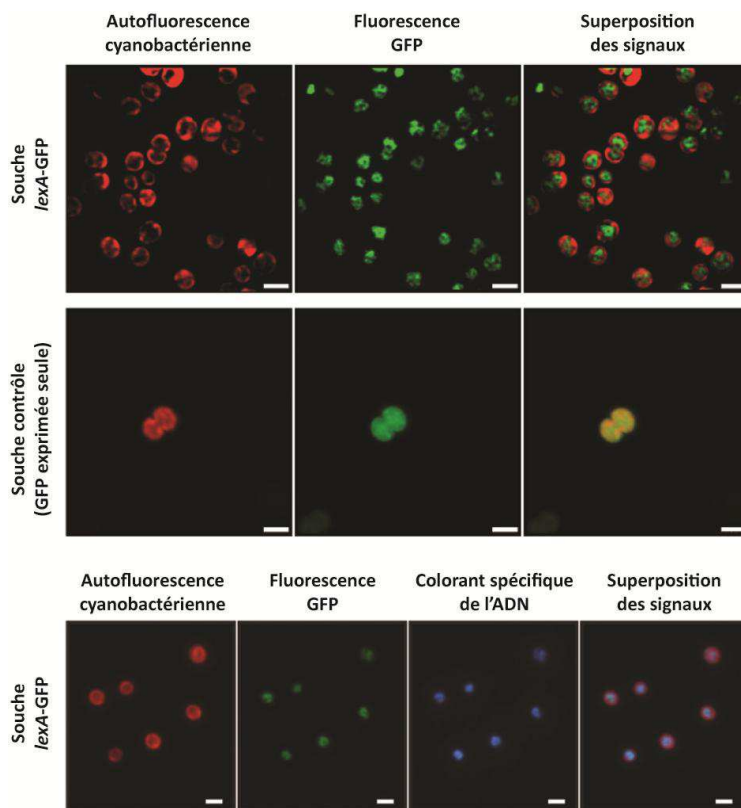 Autofluorescence
cyanobactérienne
Fluorescence
GFP
Superposition
des signaux
Souche
lexA-GFP
Souche contrôle
(GFP exprimée seule)
Autofluorescence
cyanobactérienne
Fluorescence
GFP
Colorant spécifique
de l'ADN
Superposition
des signaux
Souche
lexA-GFP